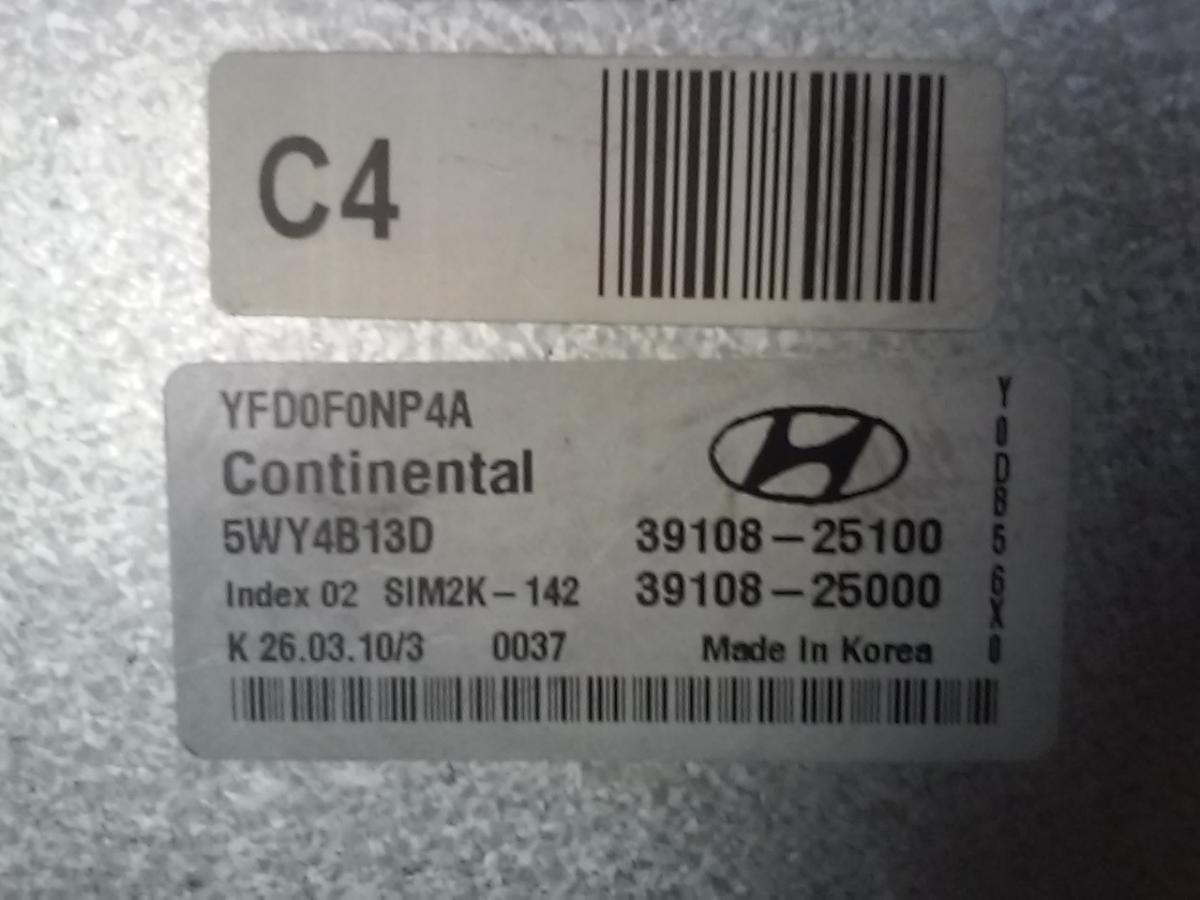 C4
YFD0F0NP4A
Continental
5WY4B13D 39108-25100
Index 02 SIM2K-142 39108-25000
K 26.03.10/3 0037 Made In Korea
Y0DB56X0